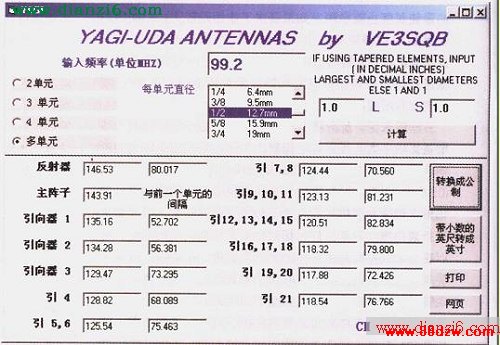 www.dianzi6.com
YAGI-UDA ANTENNAS by VE3SQB
输入频率(单位MHZ) 99.2
IF USING TAPERED ELEMENTS, INPUT
( IN DECIMAL INCHES)
LARGEST AND SMALLEST DIAMETERS
ELSE 1 AND 1
2单元
3 单元
4 单元
多单元
每单元直径
1/4 6.4mm
3/8 9.5mm
1/2 12.7mm
5/8 15.9mm
3/4 19mm
1.0 L S 1.0
计算
反射器 146.53 80.017 引 7,8 124.44 70.560
主阵子 143.91 与前一个单元的间隔 引9,10,11 123.13 81.231
引向器 1 135.16 52.702 引12,13,14,15 120.51 82.834
引向器 2 134.28 56.381 引16,17,18 118.32 79.800
引向器 3 129.47 73.295 引 19,20 117.88 72.426
引 4 128.82 68.089 引 21 118.54 76.766
引 5,6 125.54 75.463
转换成公制
带小数的英尺转成英寸
打印
网页
www.dianzi6.com